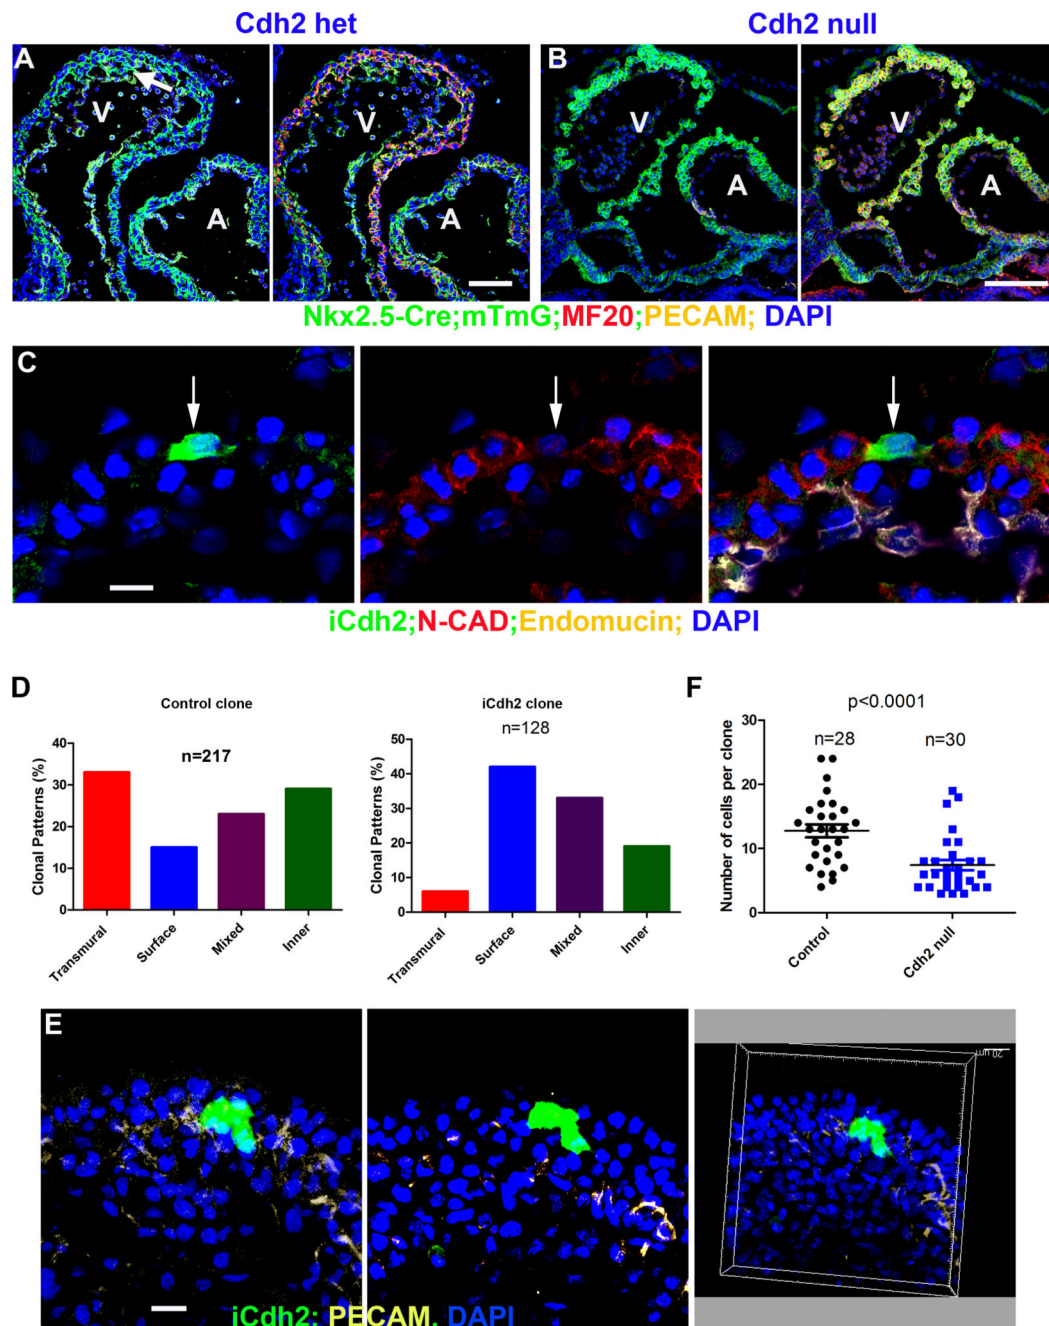 Cdh2 het
Cdh2 null
A
V
A
V
A
B
V
A
V
A
Nkx2.5-Cre;mTmG;MF20;PECAM; DAPI
C
iCdh2;N-CAD;Endomucin; DAPI
D
Control clone
n=217
Clonal Patterns (%)
40
30
20
10
0
Transmural
Surface
Mixed
Inner
iCdh2 clone
n=128
Clonal Patterns (%)
50
40
30
20
10
0
Transmural
Surface
Mixed
Inner
F
p<0.0001
n=28
n=30
Number of cells per clone
30
20
10
0
Control
Cdh2 null
E
20 um
iCdh2; PECAM, DAPI